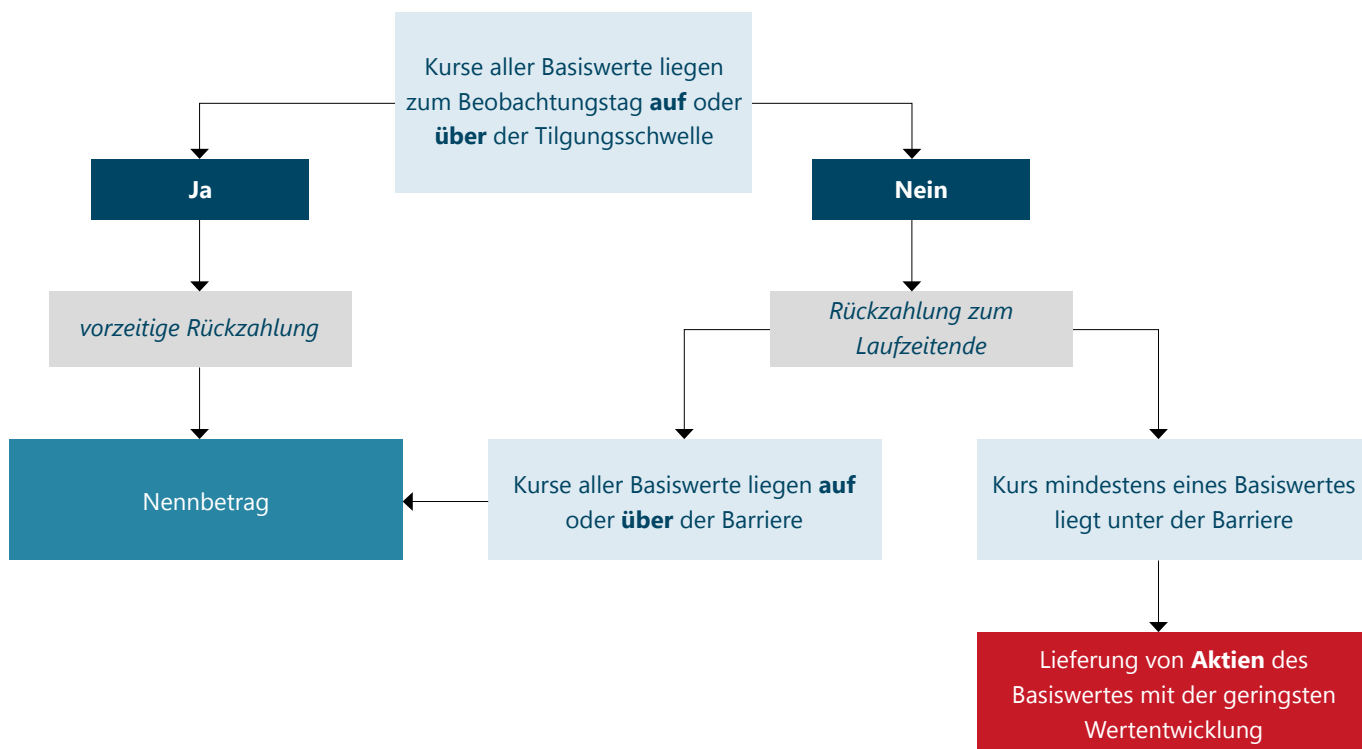 Kurse aller Basiswerte liegen
zum Beobachtungstag auf oder
über der Tilgungsschwelle
Ja
Nein
vorzeitige Rückzahlung
Rückzahlung zum
Laufzeitende
Nennbetrag
Kurse aller Basiswerte liegen auf
oder über der Barriere
Kurs mindestens eines Basiswertes
liegt unter der Barriere
Lieferung von Aktien des
Basiswertes mit der geringsten
Wertentwicklung